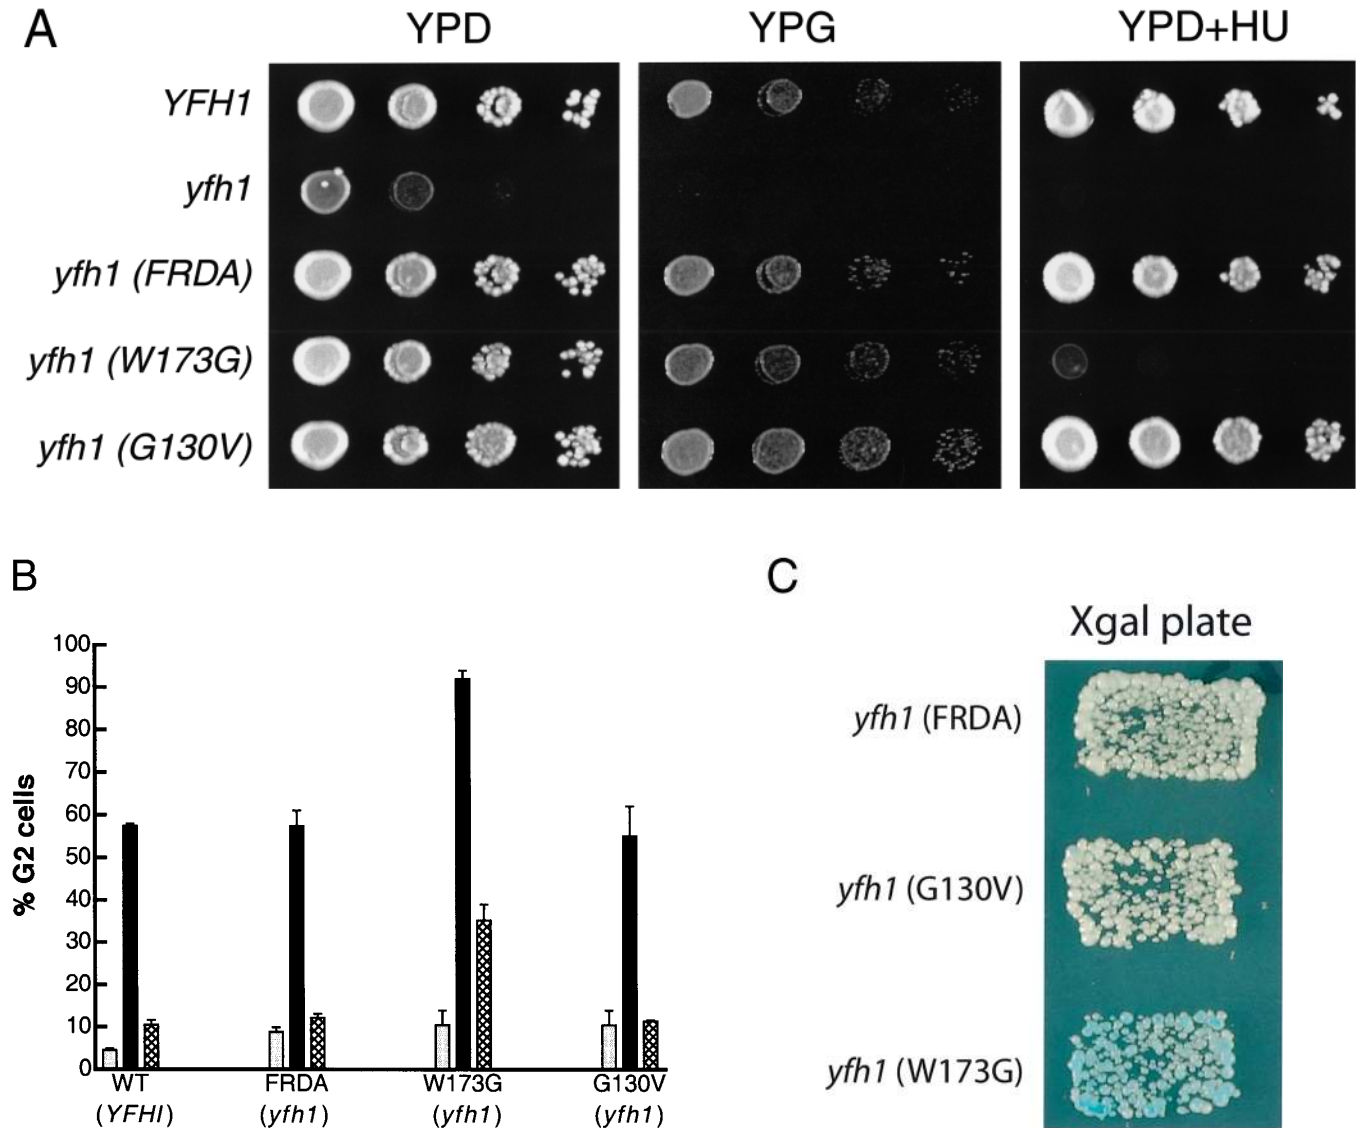 A
YPD
YPG
YPD+HU
YFH1
yfh1
yfh1 (FRDA)
yfh1 (W173G)
yfh1 (G130V)
B
% G2 cells
100
90
80
70
60
50
40
30
20
10
0
WT
(YFHI)
FRDA
(yfh1)
W173G
(yfh1)
G130V
(yfh1)
C
Xgal plate
yfh1 (FRDA)
yfh1 (G130V)
yfh1 (W173G)